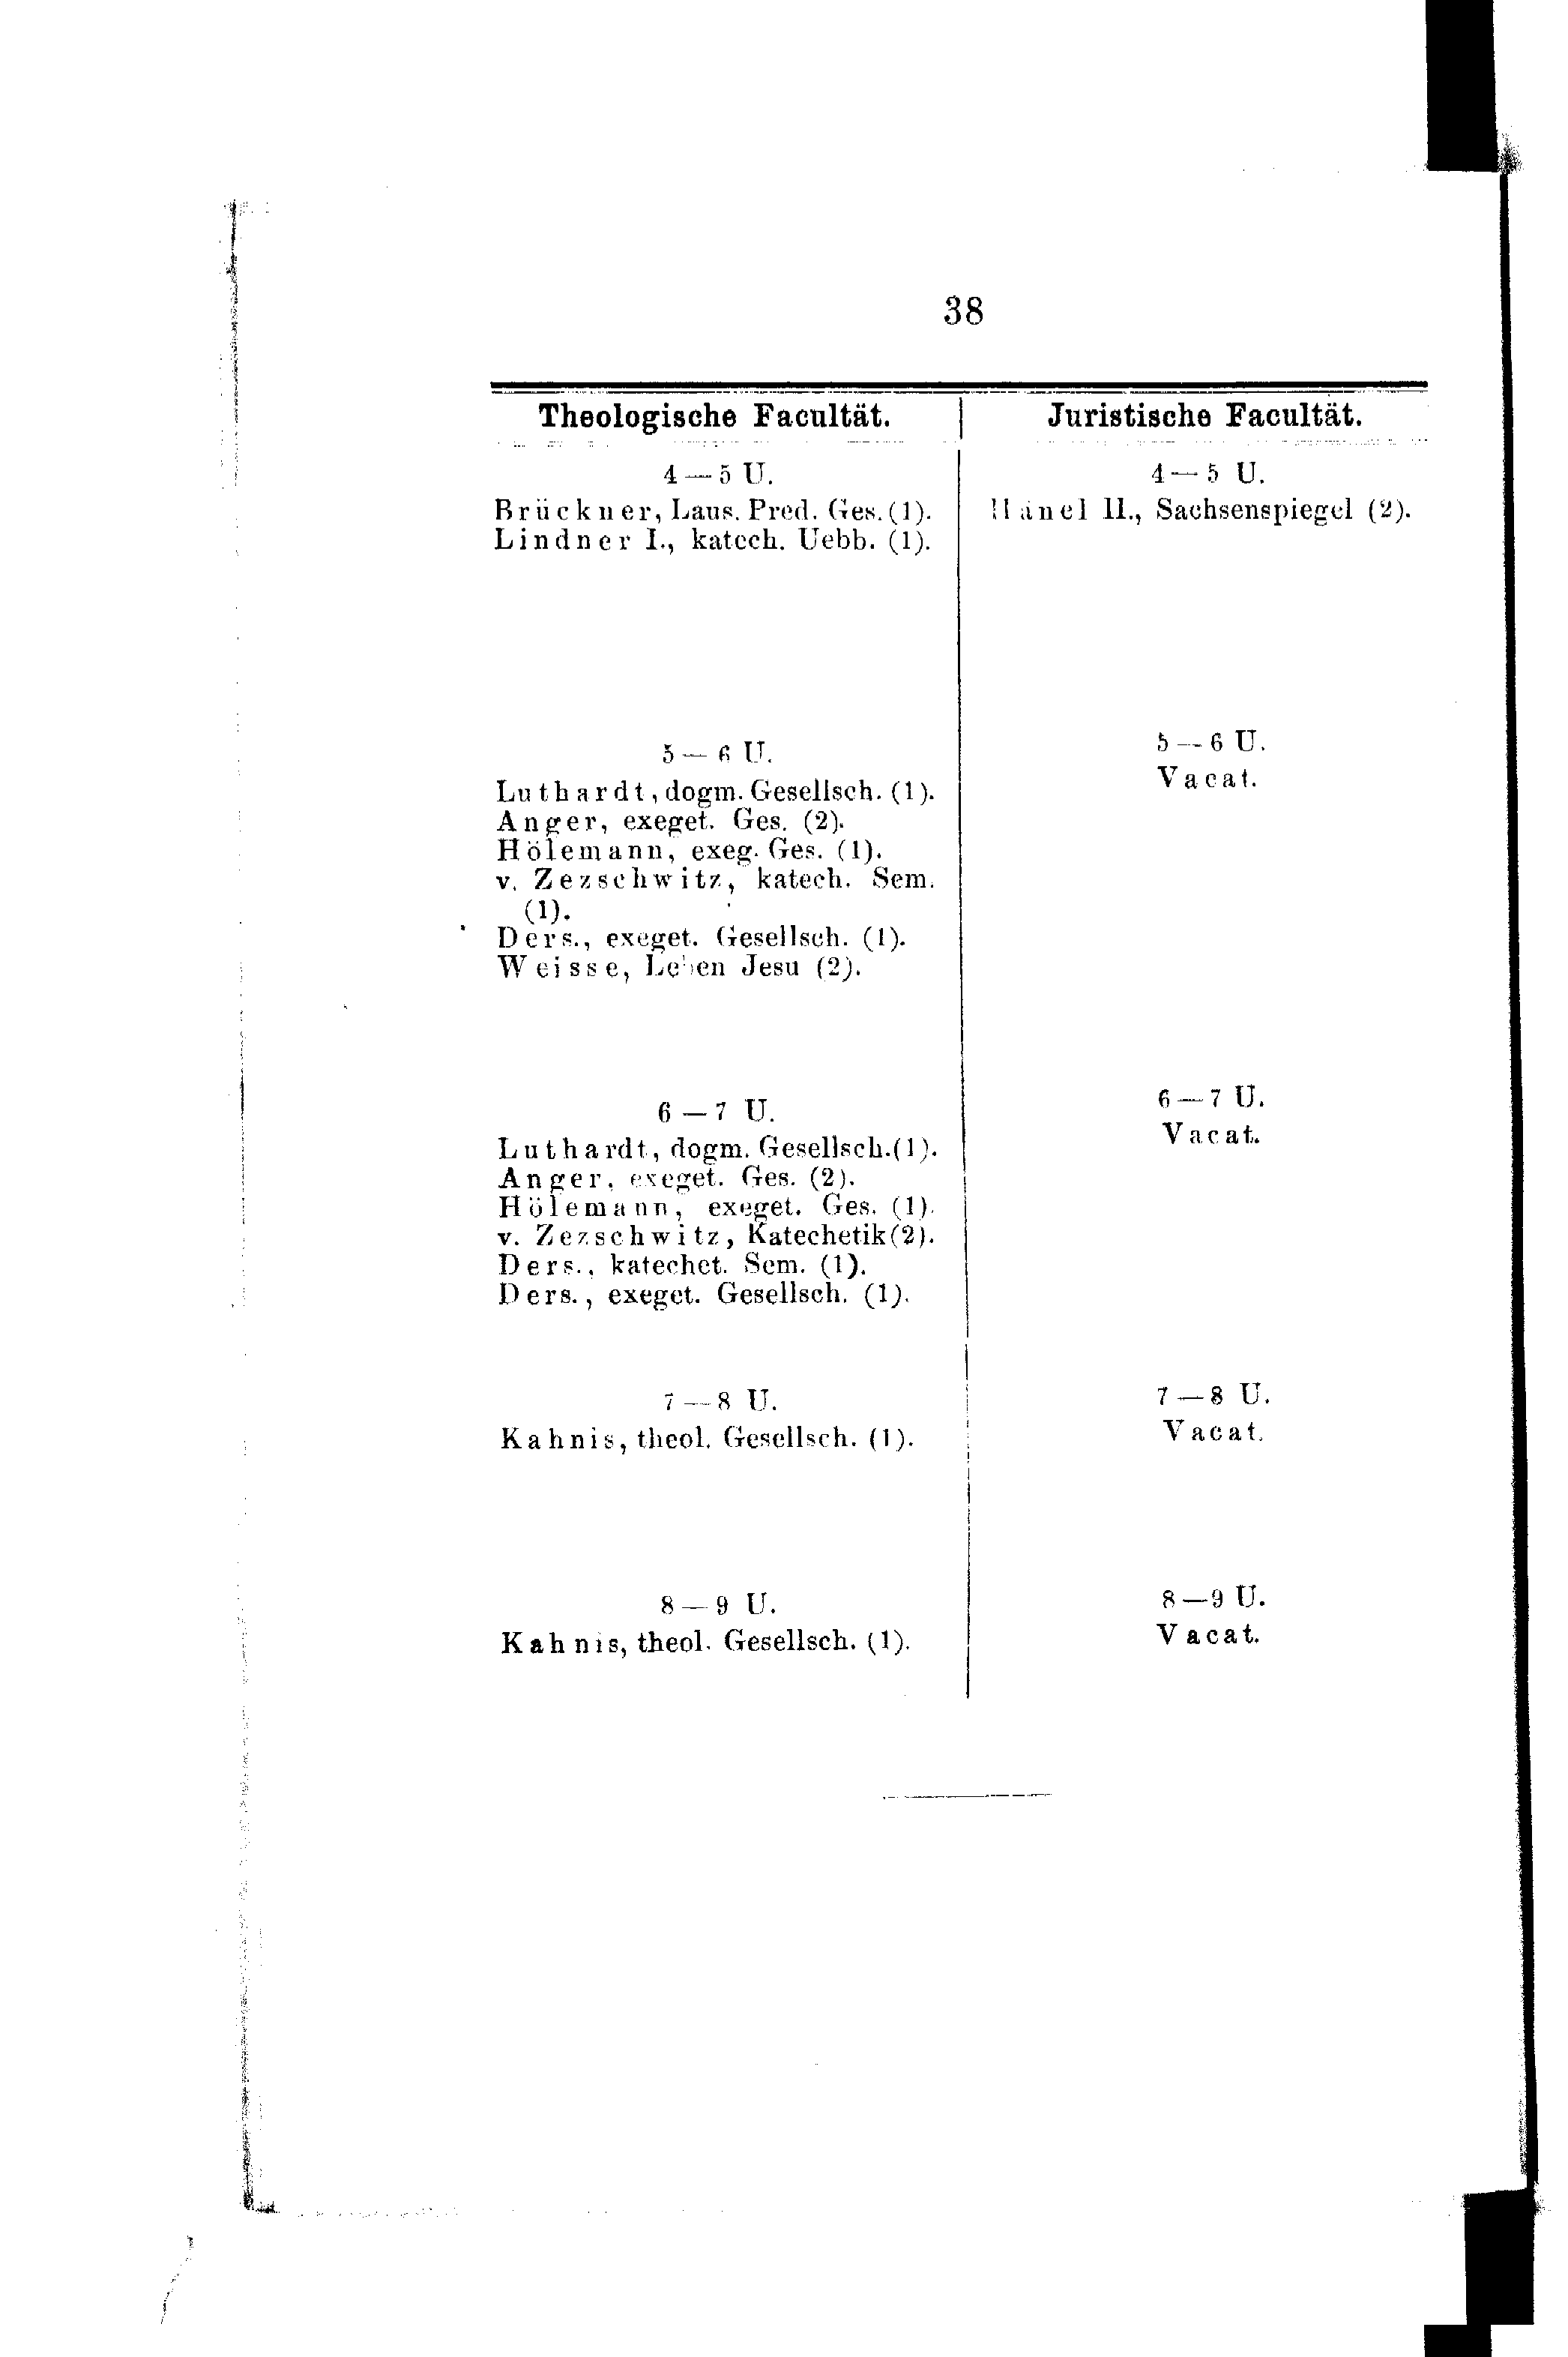 38
Theologische Facultät.
4 — 5 U.
Brückner, Laus. Pred. Ges. (1).
Lindner I., katech. Uebb. (1).
5 — 6 U.
Luthardt, dogm. Gesellsch. (1).
Anger, exeget. Ges. (2).
Hölemann, exeg. Ges. (1).
v. Zezschwitz, katech. Sem.
(1).
Ders., exeget. Gesellsch. (1).
Weisse, Leben Jesu (2).
6 — 7 U.
Luthardt, dogm. Gesellsch. (1).
Anger, exeget. Ges. (2).
Hölemann, exeget. Ges. (1).
v. Zezschwitz, Katechetik (2).
Ders., katechet. Sem. (1).
Ders., exeget. Gesellsch. (1).
7 — 8 U.
Kahnis, theol. Gesellsch. (1).
8 — 9 U.
Kahnis, theol. Gesellsch. (1).
Juristische Facultät.
4 — 5 U.
Hänel II., Sachsenspiegel (2).
5 — 6 U.
Vacat.
6 — 7 U.
Vacat.
7 — 8 U.
Vacat.
8 — 9 U.
Vacat.